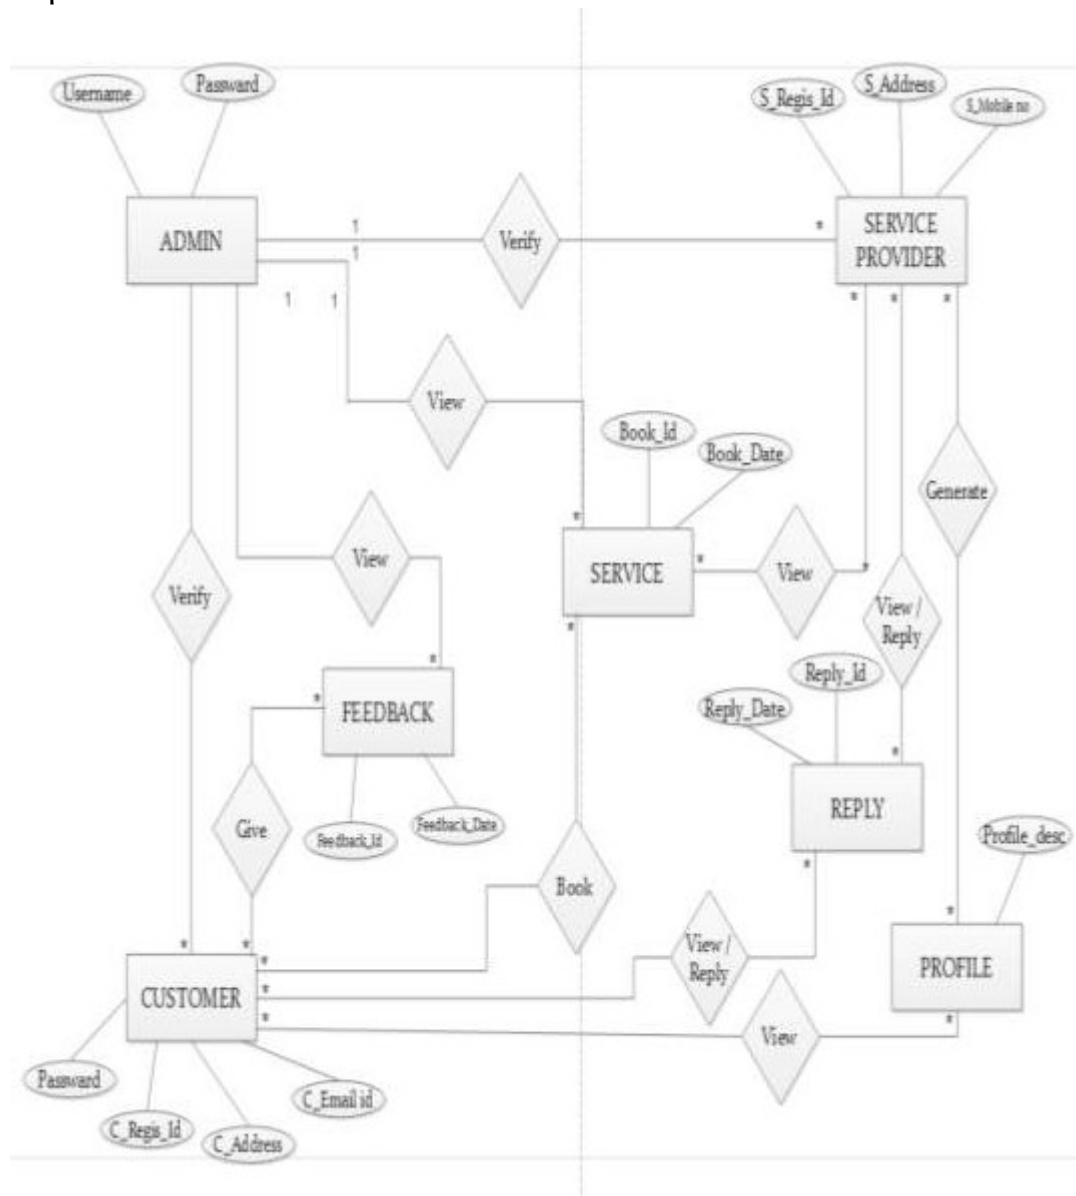 Username
Passward
S_Regis_Id
S_Address
S_Mobile no
ADMIN
1
1
1
1
Verify
*
SERVICE
PROVIDER
*
*
*
View
Book_Id
Book_Date
Generate
*
SERVICE
*
View
*
View
Verify
View /
Reply
*
FEEDBACK
*
Reply_Id
Reply_Date
*
REPLY
*
Give
Feedback_Id
Feedback_Date
Profile_desc
Book
*
PROFILE
*
View /
Reply
*
*
*
*
*
CUSTOMER
View
Passward
C_Regis_Id
C_Address
C_Email id